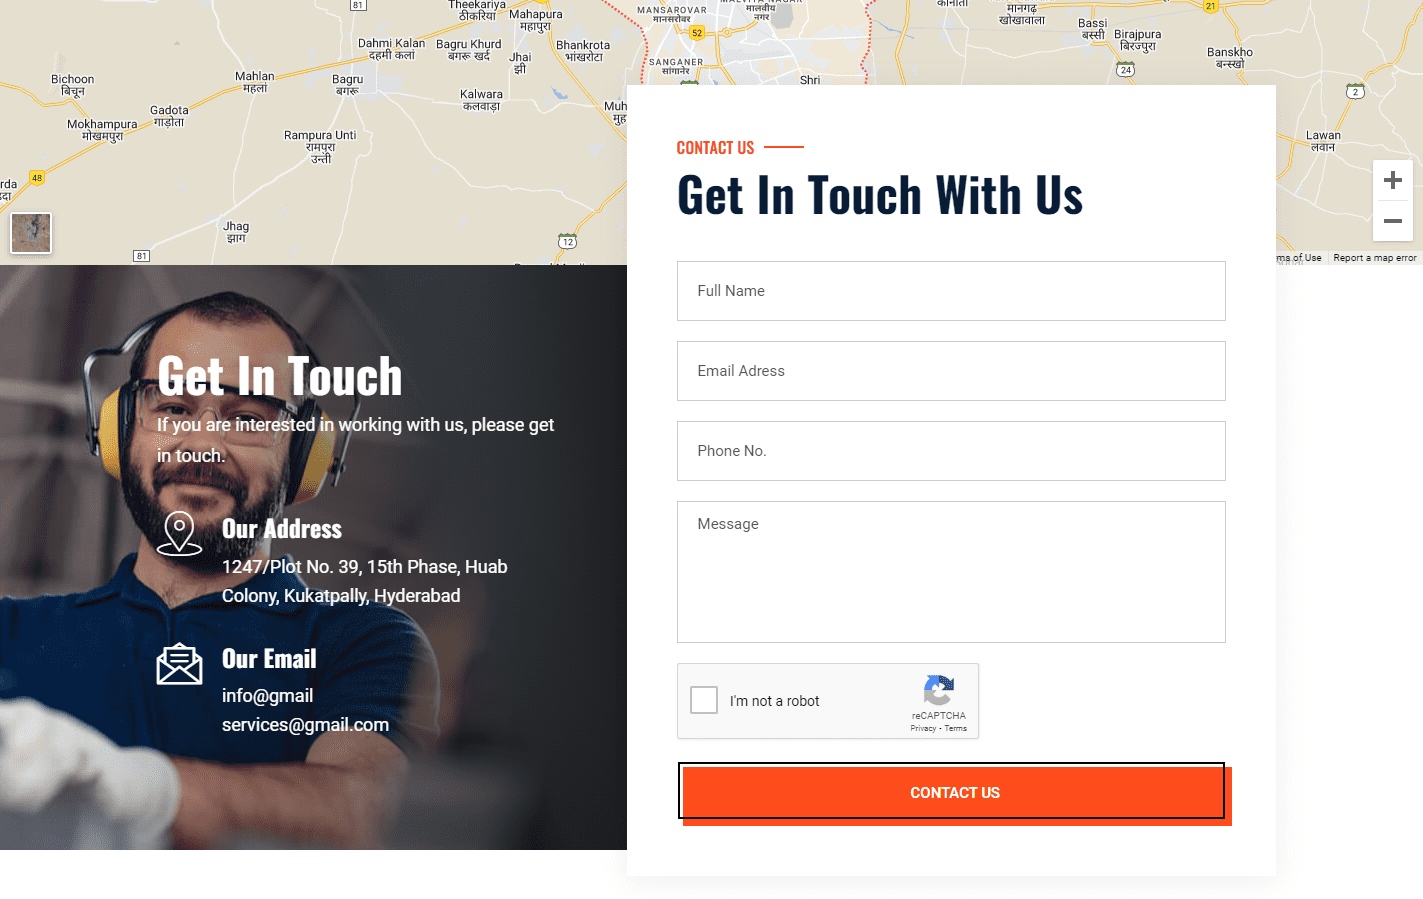 81
Theekariya
ठीकरिया
Mahapura
महापुरा
MANSAROVAR
मानसरोवर
मालवीय
नगर
मानगढ़
खोखावाला
21
Bassi
बस्सी
Birajpura
बिरजपुरा
52
Dahmi Kalan
दहमी कलां
Bagru Khurd
बगरू खर्द
Jhai
झी
Bhankrota
भांखरोटा
SANGANER
सांगानेर
Banskho
बन्स्खो
24
Bichoon
बिचून
Mahlan
महला
Bagru
बगरू
Shri
Kalwara
कलवाड़ा
2
Gadota
गाड़ोता
Muh
मुह
Mokhampura
मोखमपुरा
Rampura Unti
रामपुरा
उन्ती
Lawan
लवान
48
rda
Jhag
झाग
12
81
ms of Use
Report a map error
CONTACT US
Get In Touch With Us
Full Name
Email Adress
Phone No.
Message
I'm not a robot
reCAPTCHA
Privacy - Terms
CONTACT US
Get In Touch
If you are interested in working with us, please get
in touch.
Our Address
1247/Plot No. 39, 15th Phase, Huab
Colony, Kukatpally, Hyderabad
Our Email
info@gmail
services@gmail.com